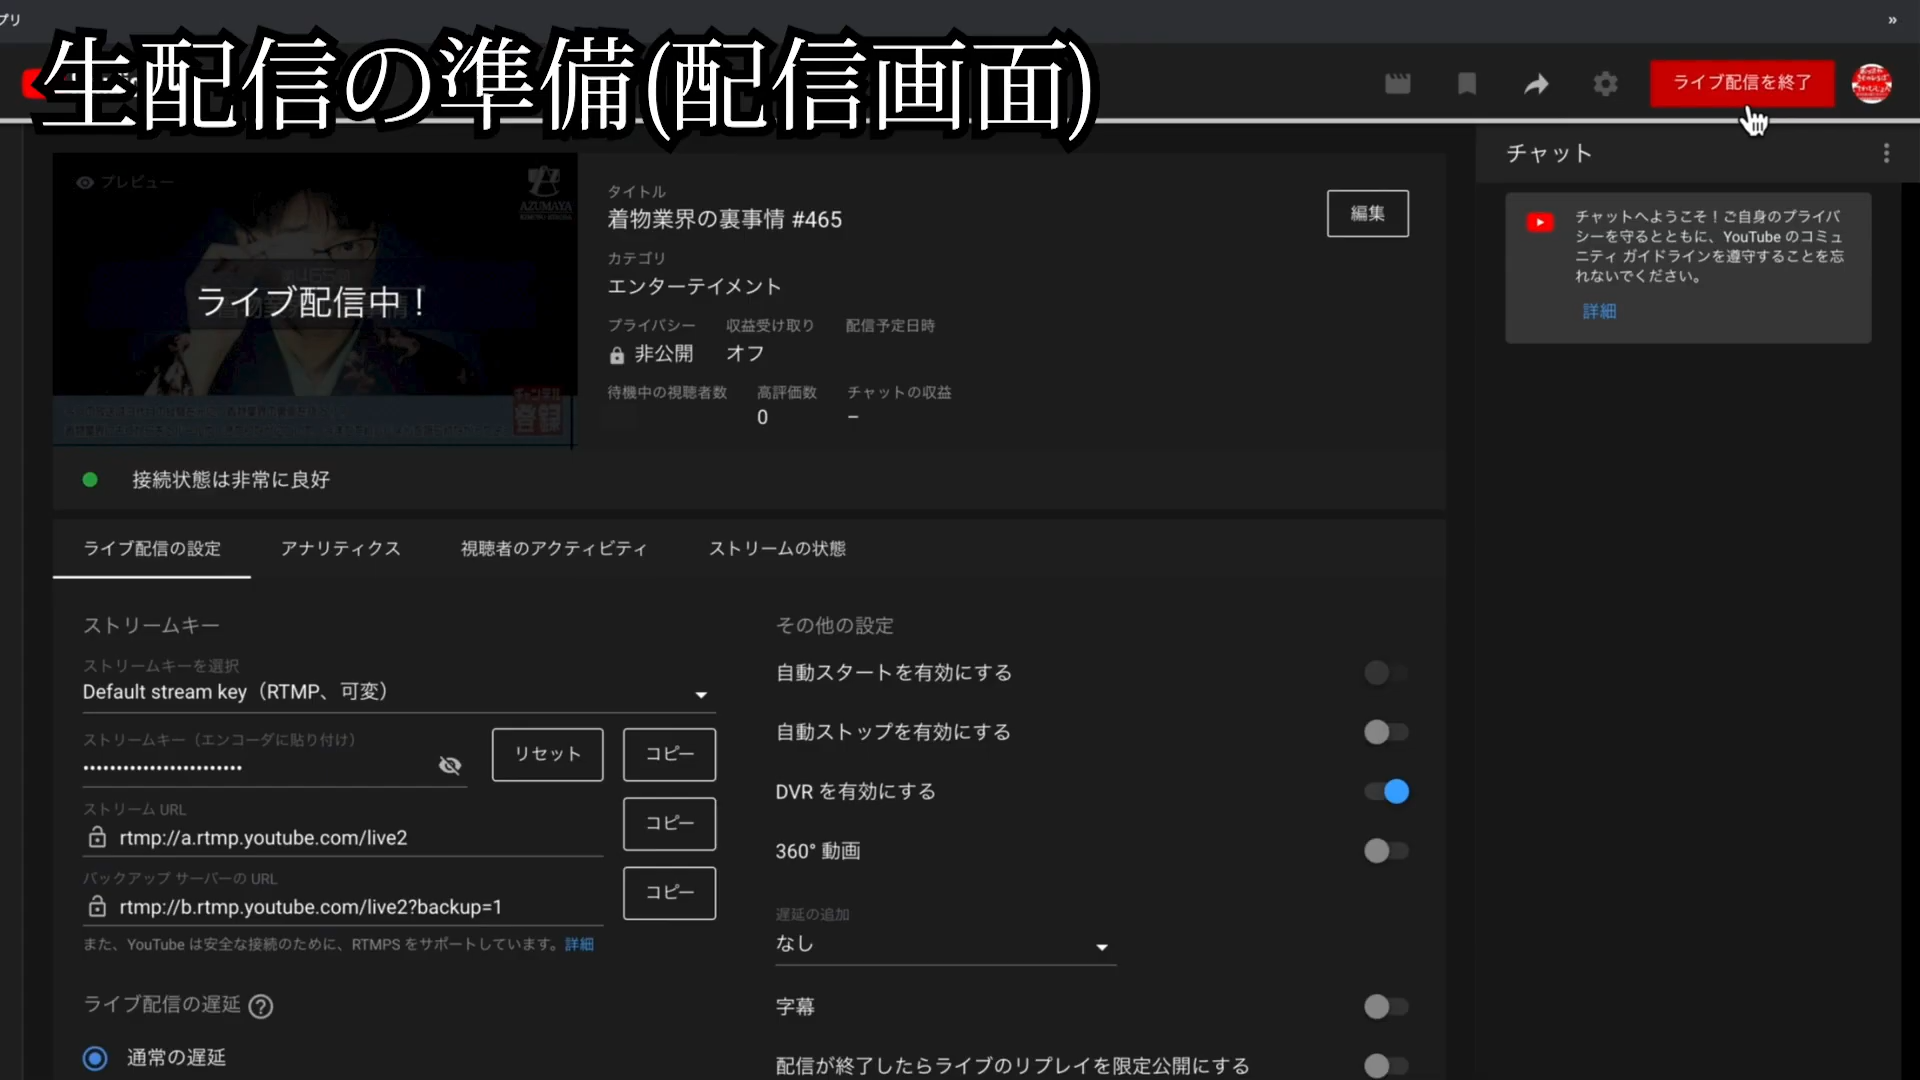 プリ
»
生配信の準備(配信画面)
ライブ配信を終了
プレビュー
AZUMAYA
ライブ配信中！
チャンネル
登録
タイトル
着物業界の裏事情 #465
編集
カテゴリ
エンターテイメント
プライバシー 収益受け取り 配信予定日時
非公開 オフ
待機中の視聴者数 高評価数 チャットの収益
0 –
チャット
チャットへようこそ！ご自身のプライバ
シーを守るとともに、YouTube のコミュ
ニティ ガイドラインを遵守することを忘
れないでください。
詳細
接続状態は非常に良好
ライブ配信の設定 アナリティクス 視聴者のアクティビティ ストリームの状態
ストリームキー
ストリームキーを選択
Default stream key（RTMP、可変）
ストリームキー（エンコーダに貼り付け）
••••••••••••••••••••••••
リセット
コピー
ストリーム URL
rtmp://a.rtmp.youtube.com/live2
コピー
バックアップ サーバーの URL
rtmp://b.rtmp.youtube.com/live2?backup=1
コピー
また、YouTube は安全な接続のために、RTMPS をサポートしています。詳細
ライブ配信の遅延 ?
通常の遅延
その他の設定
自動スタートを有効にする
自動ストップを有効にする
DVR を有効にする
360° 動画
遅延の追加
なし
字幕
配信が終了したらライブのリプレイを限定公開にする